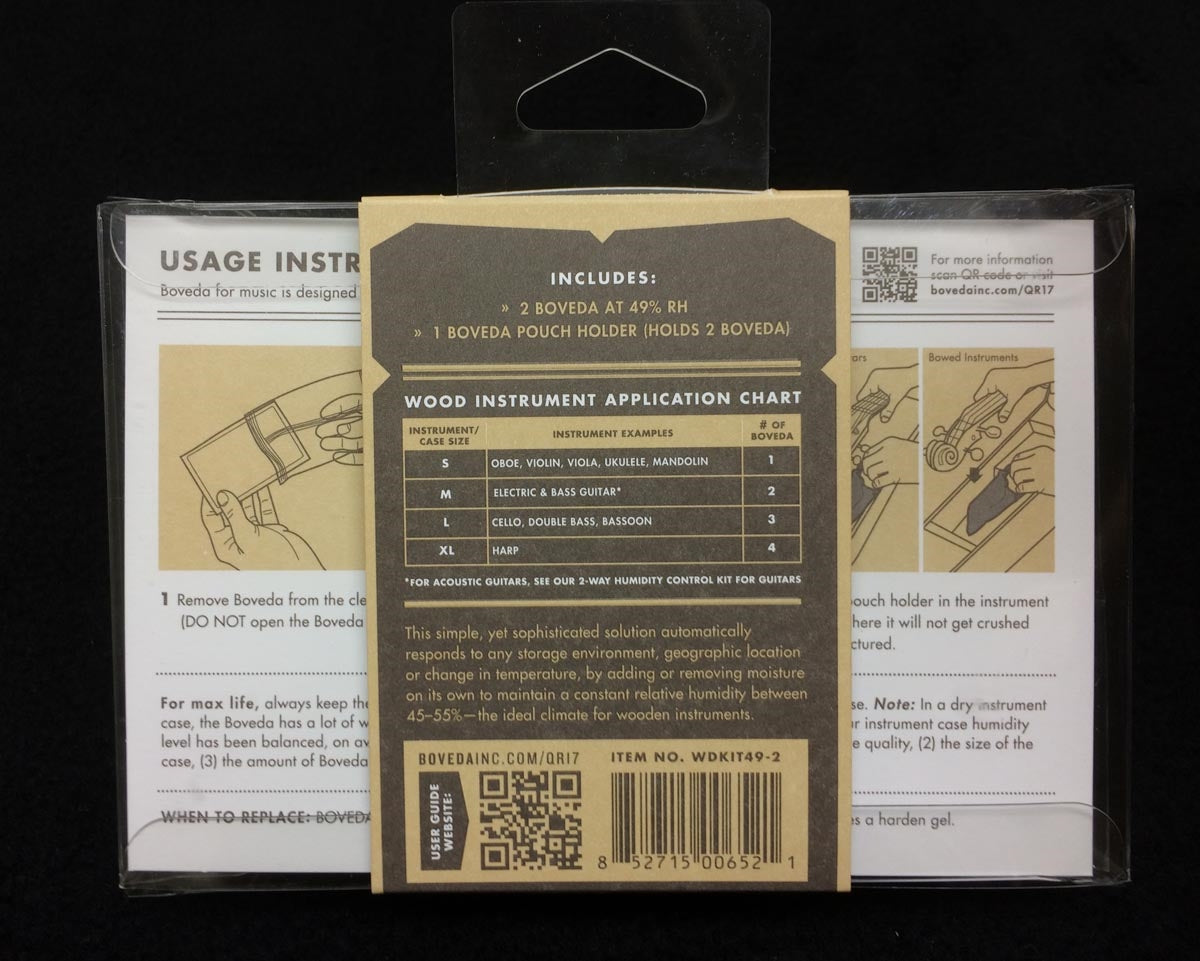 USAGE INSTR
Boveda for music is designed
For more information
scan QR code or visit
bovedainc.com/QR17
INCLUDES:
» 2 BOVEDA AT 49% RH
» 1 BOVEDA POUCH HOLDER (HOLDS 2 BOVEDA)
WOOD INSTRUMENT APPLICATION CHART
INSTRUMENT/ CASE SIZE INSTRUMENT EXAMPLES # OF BOVEDA
S OBOE, VIOLIN, VIOLA, UKULELE, MANDOLIN 1
M ELECTRIC & BASS GUITAR* 2
L CELLO, DOUBLE BASS, BASSOON 3
XL HARP 4
*FOR ACOUSTIC GUITARS, SEE OUR 2-WAY HUMIDITY CONTROL KIT FOR GUITARS
This simple, yet sophisticated solution automatically
responds to any storage environment, geographic location
or change in temperature, by adding or removing moisture
on its own to maintain a constant relative humidity between
45–55%—the ideal climate for wooden instruments.
BOVEDAINC.COM/QR17
ITEM NO. WDKIT49-2
USER GUIDE
WEBSITE:
8 52715 00652 1
ars
Bowed Instruments
1 Remove Boveda from the cle
(DO NOT open the Boveda
ouch holder in the instrument
here it will not get crushed
ctured.
For max life, always keep the
case, the Boveda has a lot of w
level has been balanced, on av
case, (3) the amount of Boveda
se. Note: In a dry instrument
ur instrument case humidity
e quality, (2) the size of the
WHEN TO REPLACE: BOVEDA
es a harden gel.